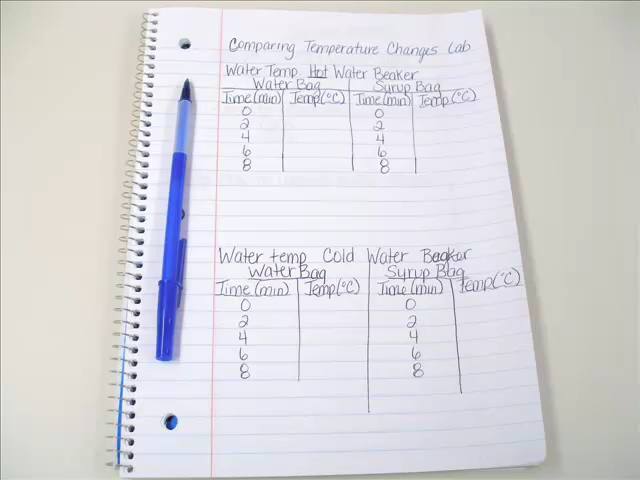 Comparing Temperature Changes Lab
Water Temp Hot Water Beaker
Water Bag Syrup Bag
Time (min) Temp (°C) Time (min) Temp (°C)
0 0
2 2
4 4
6 6
8 8
Water temp Cold Water Beaker
Water Bag Syrup Bag
Time (min) Temp (°C) Time (min) Temp (°C)
0 0
2 2
4 4
6 6
8 8